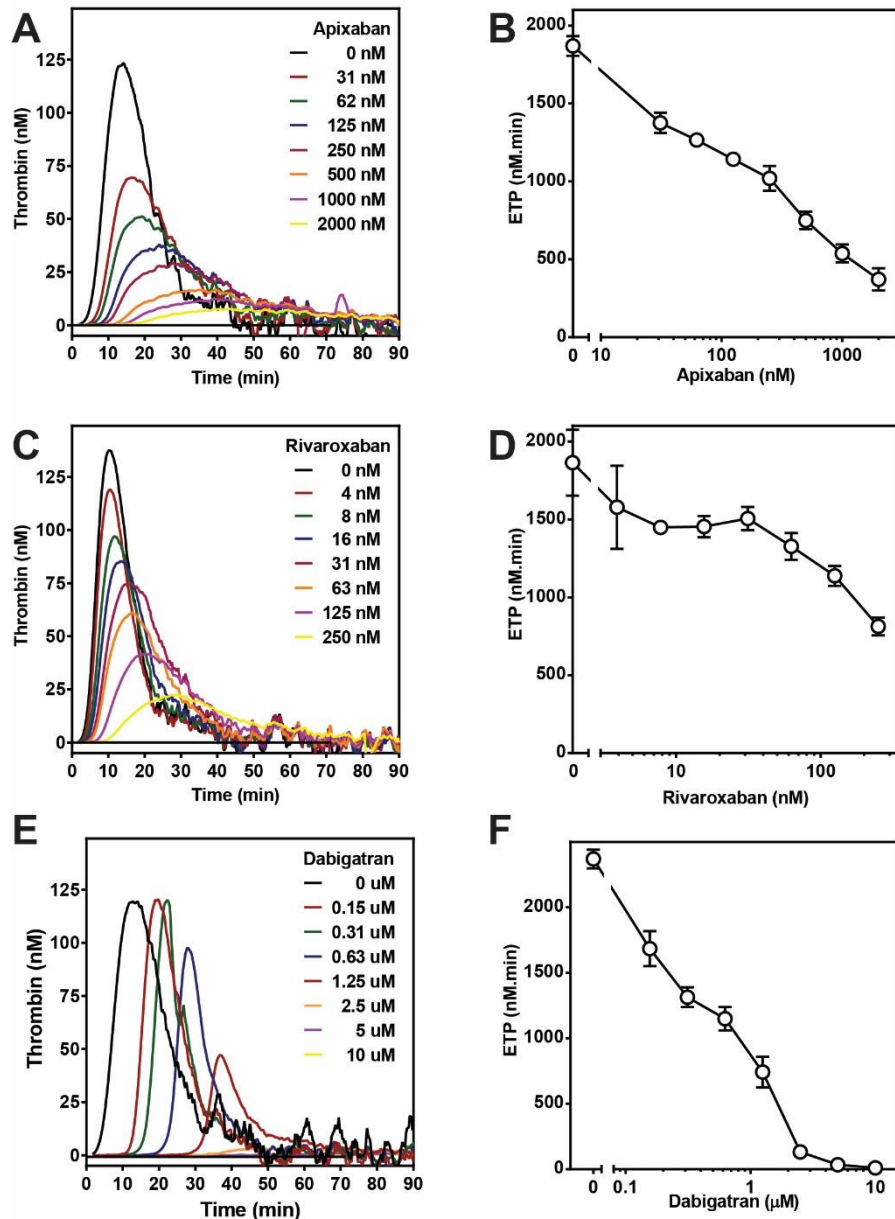 A
Apixaban
0 nM
31 nM
62 nM
125 nM
250 nM
500 nM
1000 nM
2000 nM
Thrombin (nM)
125
100
75
50
25
0
0 10 20 30 40 50 60 70 80 90
Time (min)
B
ETP (nM.min)
2000
1500
1000
500
0
0 10 100 1000
Apixaban (nM)
C
Rivaroxaban
0 nM
4 nM
8 nM
16 nM
31 nM
63 nM
125 nM
250 nM
Thrombin (nM)
125
100
75
50
25
0
0 10 20 30 40 50 60 70 80 90
Time (min)
D
ETP (nM.min)
2000
1500
1000
500
0
0 10 100
Rivaroxaban (nM)
E
Dabigatran
0 uM
0.15 uM
0.31 uM
0.63 uM
1.25 uM
2.5 uM
5 uM
10 uM
Thrombin (nM)
125
100
75
50
25
0
0 10 20 30 40 50 60 70 80 90
Time (min)
F
ETP (nM.min)
2000
1500
1000
500
0
0 0.1 1 10
Dabigatran (μM)